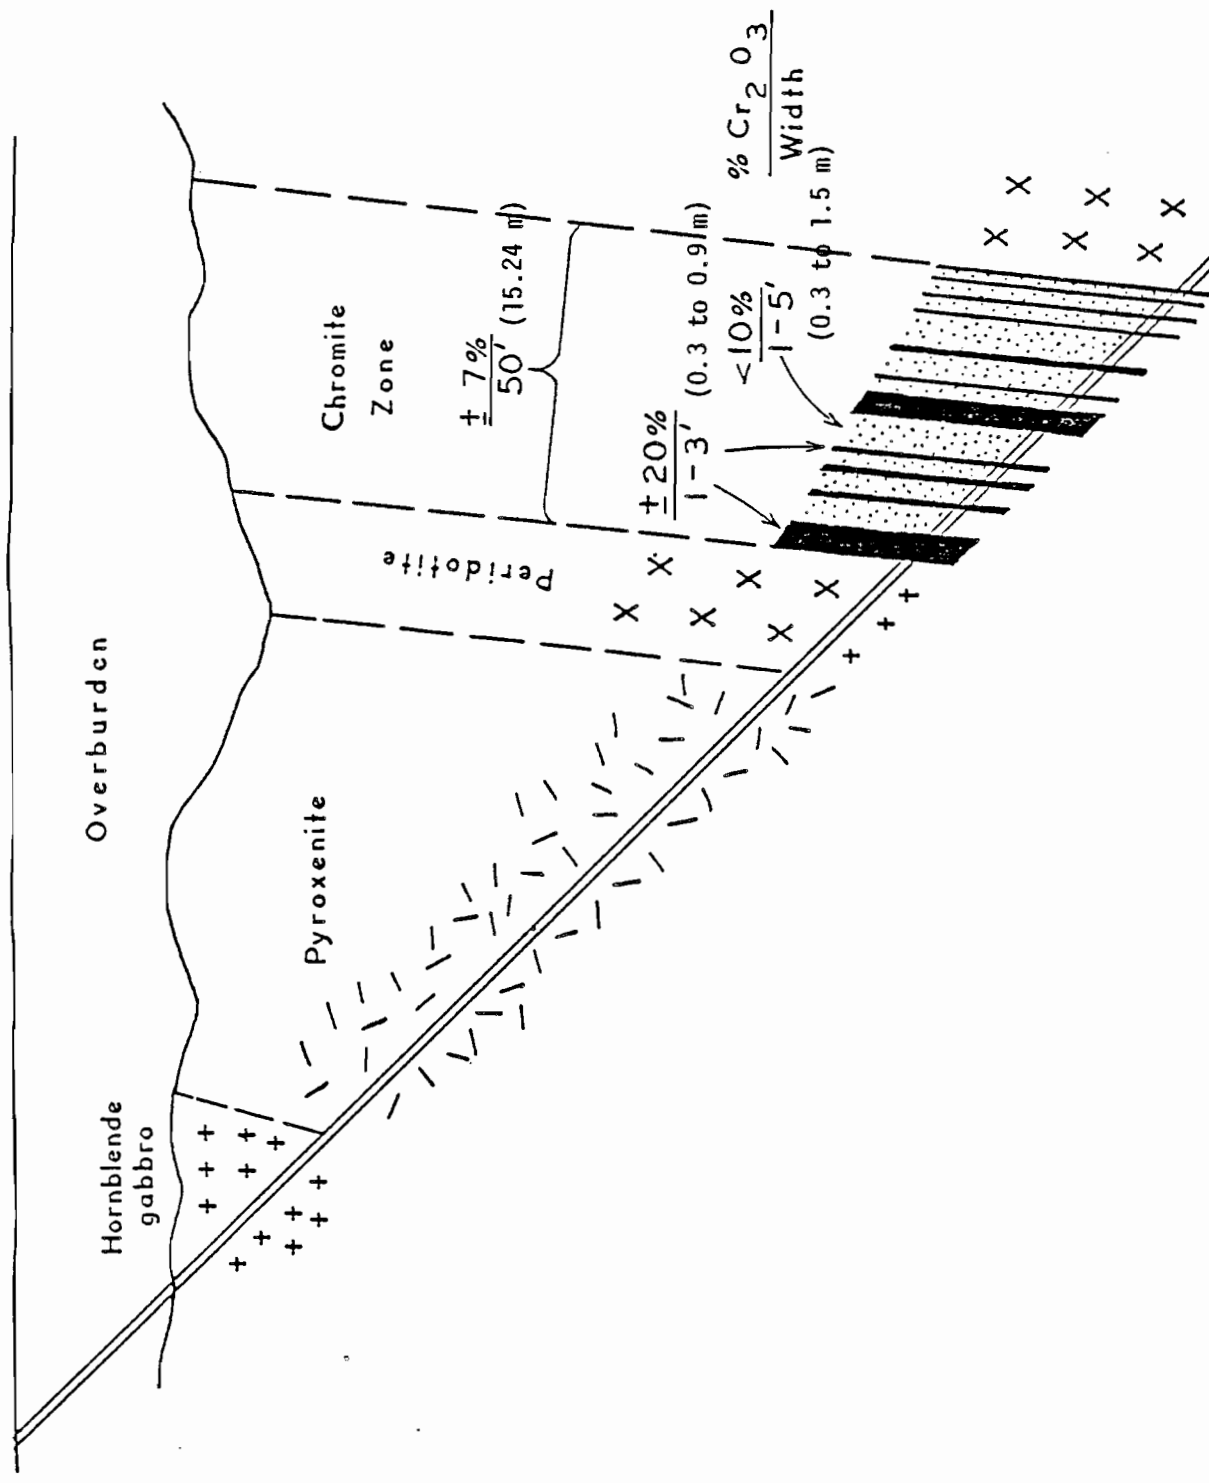 Overburden
Hornblende
gabbro
Pyroxenite
Peridotite
Chromite
Zone
± 7%
50' (15.24 m)
±20%
1-3' (0.3 to 0.9 m)
<10%
1-5'
(0.3 to 1.5 m)
% Cr2 O3
Width